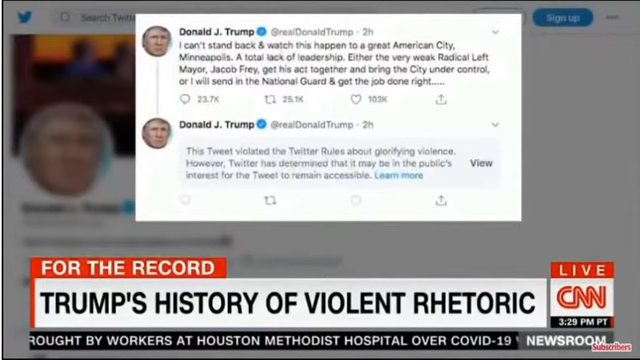 Search Twitt
Sign up
Donald J. Trump @realDonaldTrump · 2h
I can't stand back & watch this happen to a great American City,
Minneapolis. A total lack of leadership. Either the very weak Radical Left
Mayor, Jacob Frey, get his act together and bring the City under control,
or I will send in the National Guard & get the job done right.....
23.7K 25.1K 103K
Donald J. Trump @realDonaldTrump · 2h
This Tweet violated the Twitter Rules about glorifying violence.
However, Twitter has determined that it may be in the public's
interest for the Tweet to remain accessible. Learn more
View
FOR THE RECORD
TRUMP'S HISTORY OF VIOLENT RHETORIC
LIVE
CNN
3:29 PM PT
Subscribers
ROUGHT BY WORKERS AT HOUSTON METHODIST HOSPITAL OVER COVID-19
NEWSROOM